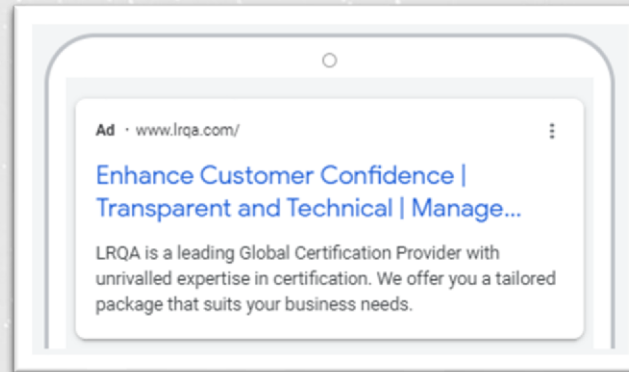 Ad · www.lrqa.com/
Enhance Customer Confidence |
Transparent and Technical | Manage...
LRQA is a leading Global Certification Provider with
unrivalled expertise in certification. We offer you a tailored
package that suits your business needs.